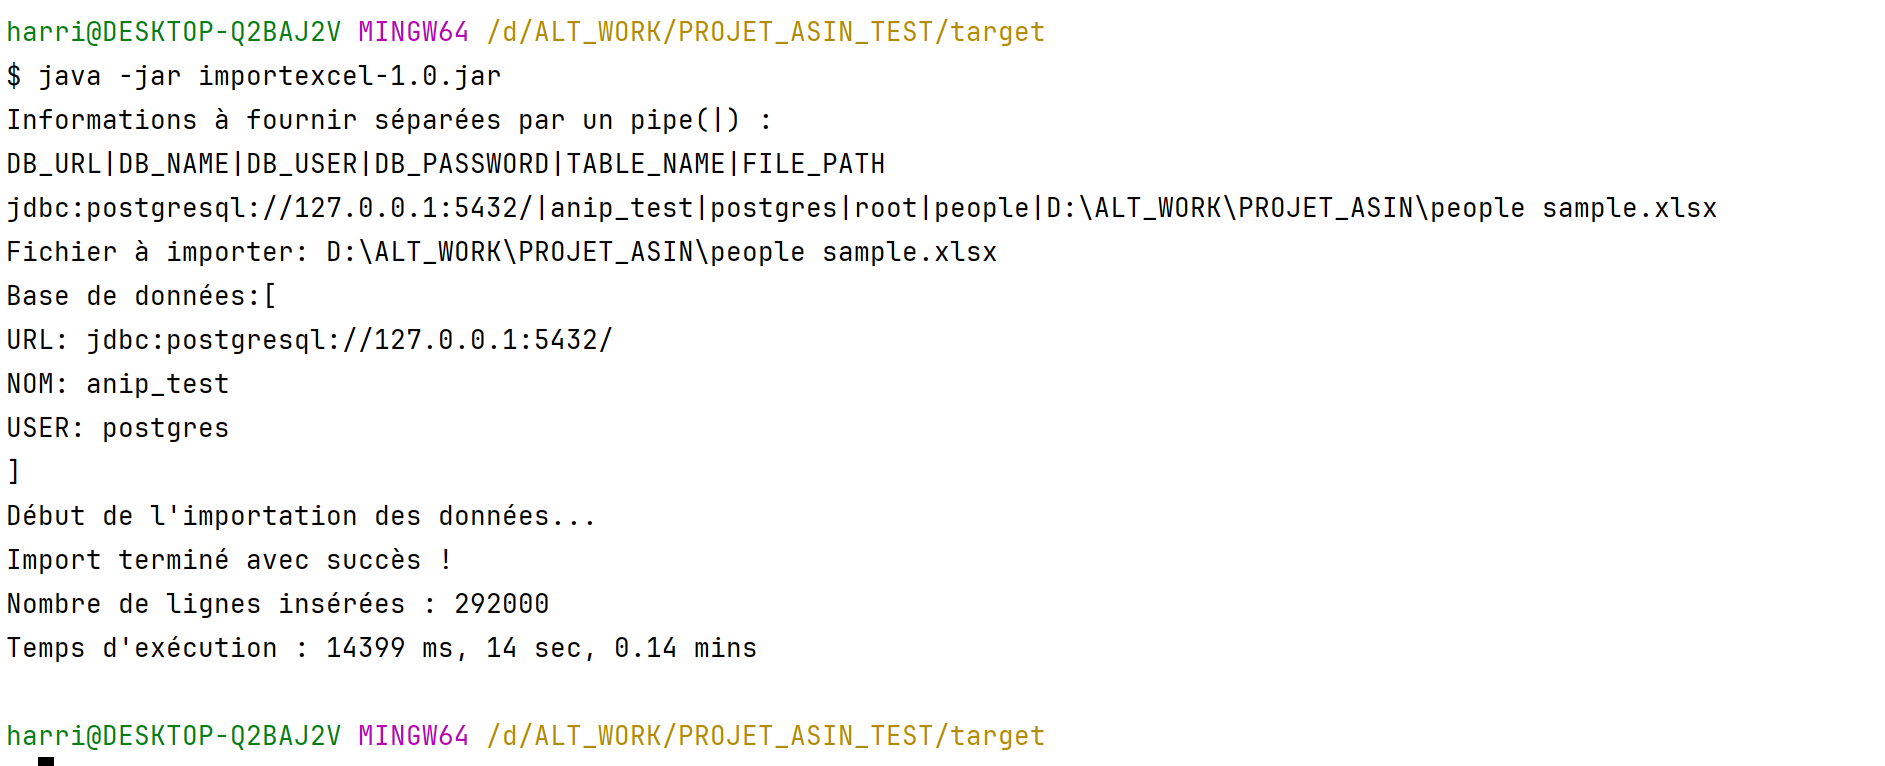 harri@DESKTOP-Q2BAJ2V MINGW64 /d/ALT_WORK/PROJET_ASIN_TEST/target
$ java -jar importexcel-1.0.jar
Informations à fournir séparées par un pipe(|) :
DB_URL|DB_NAME|DB_USER|DB_PASSWORD|TABLE_NAME|FILE_PATH
jdbc:postgresql://127.0.0.1:5432/|anip_test|postgres|root|people|D:\ALT_WORK\PROJET_ASIN\people sample.xlsx
Fichier à importer: D:\ALT_WORK\PROJET_ASIN\people sample.xlsx
Base de données:[
URL: jdbc:postgresql://127.0.0.1:5432/
NOM: anip_test
USER: postgres
]
Début de l'importation des données...
Import terminé avec succès !
Nombre de lignes insérées : 292000
Temps d'exécution : 14399 ms, 14 sec, 0.14 mins
harri@DESKTOP-Q2BAJ2V MINGW64 /d/ALT_WORK/PROJET_ASIN_TEST/target